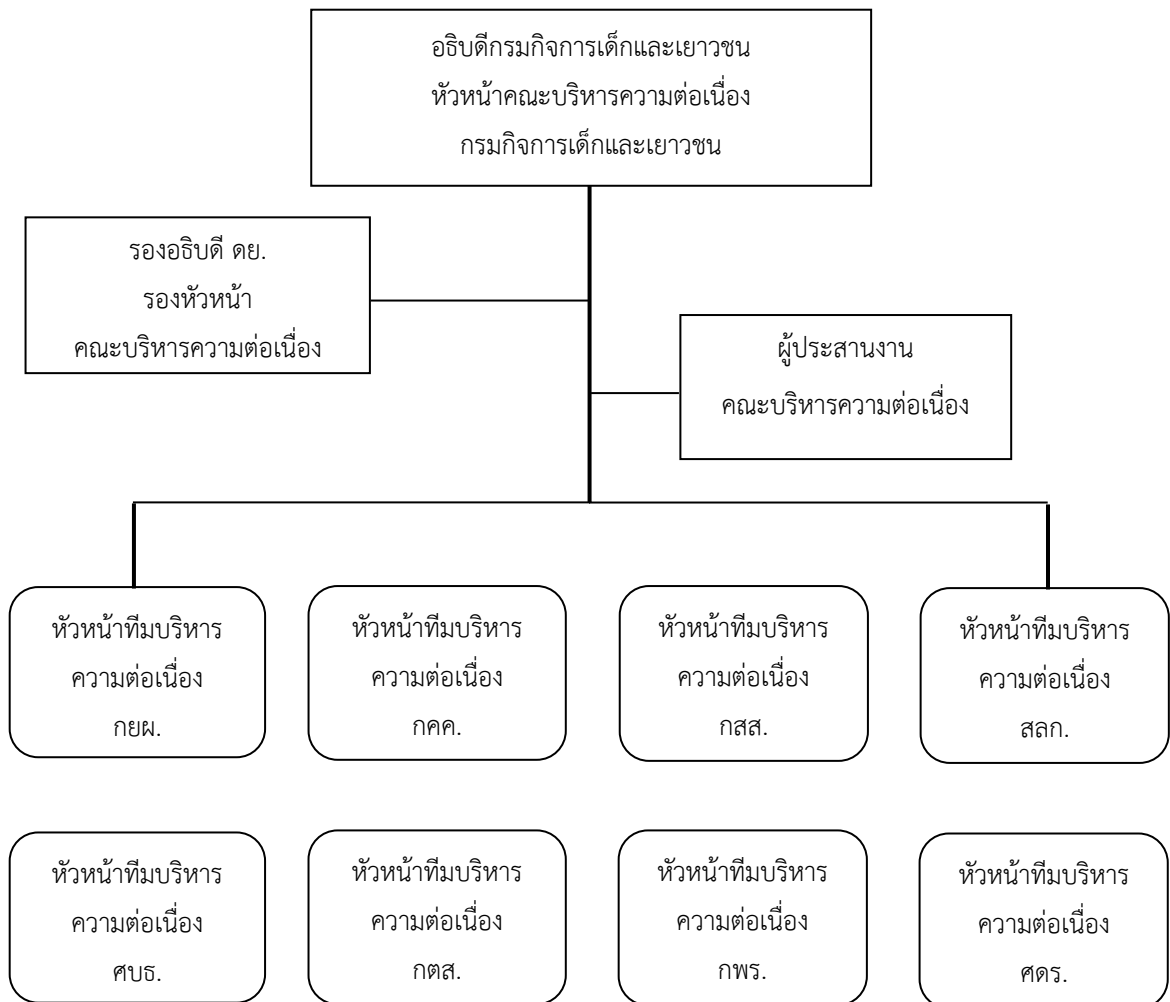 อธิบดีกรมกิจการเด็กและเยาวชน
หัวหน้าคณะบริหารความต่อเนื่อง
กรมกิจการเด็กและเยาวชน
รองอธิบดี ดย.
รองหัวหน้า
คณะบริหารความต่อเนื่อง
ผู้ประสานงาน
คณะบริหารความต่อเนื่อง
หัวหน้าทีมบริหาร
ความต่อเนื่อง
กยผ.
หัวหน้าทีมบริหาร
ความต่อเนื่อง
กคค.
หัวหน้าทีมบริหาร
ความต่อเนื่อง
กสส.
หัวหน้าทีมบริหาร
ความต่อเนื่อง
สลก.
หัวหน้าทีมบริหาร
ความต่อเนื่อง
ศบธ.
หัวหน้าทีมบริหาร
ความต่อเนื่อง
กตส.
หัวหน้าทีมบริหาร
ความต่อเนื่อง
กพร.
หัวหน้าทีมบริหาร
ความต่อเนื่อง
ศดร.